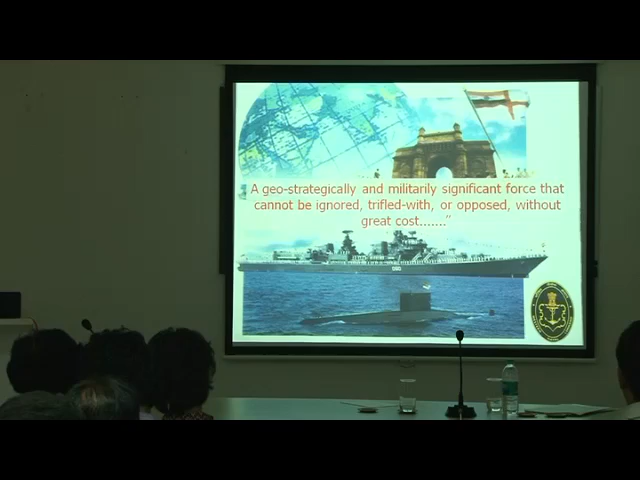 A geo-strategically and militarily significant force that
cannot be ignored, trifled-with, or opposed, without
great cost.......”